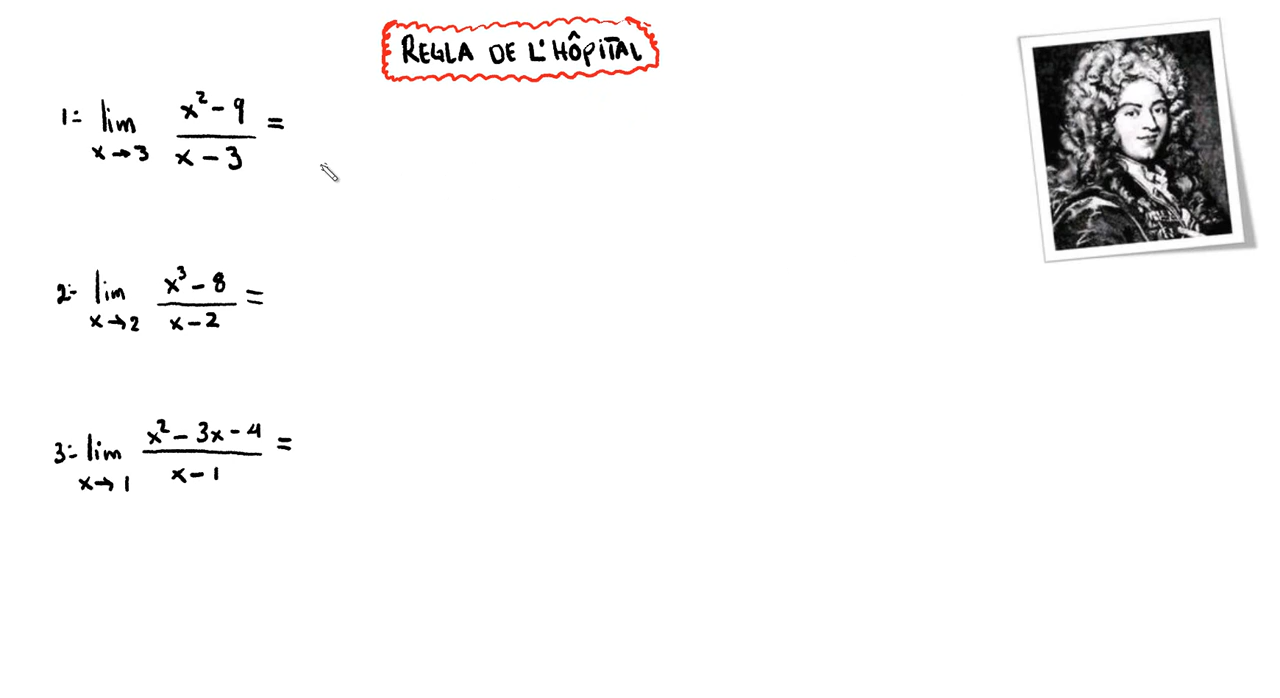 REGLA DE L'HÔPITAL
1= lim x→3 x²-9 / x-3 =
2- lim x→2 x³-8 / x-2 =
3- lim x→1 x²-3x-4 / x-1 =